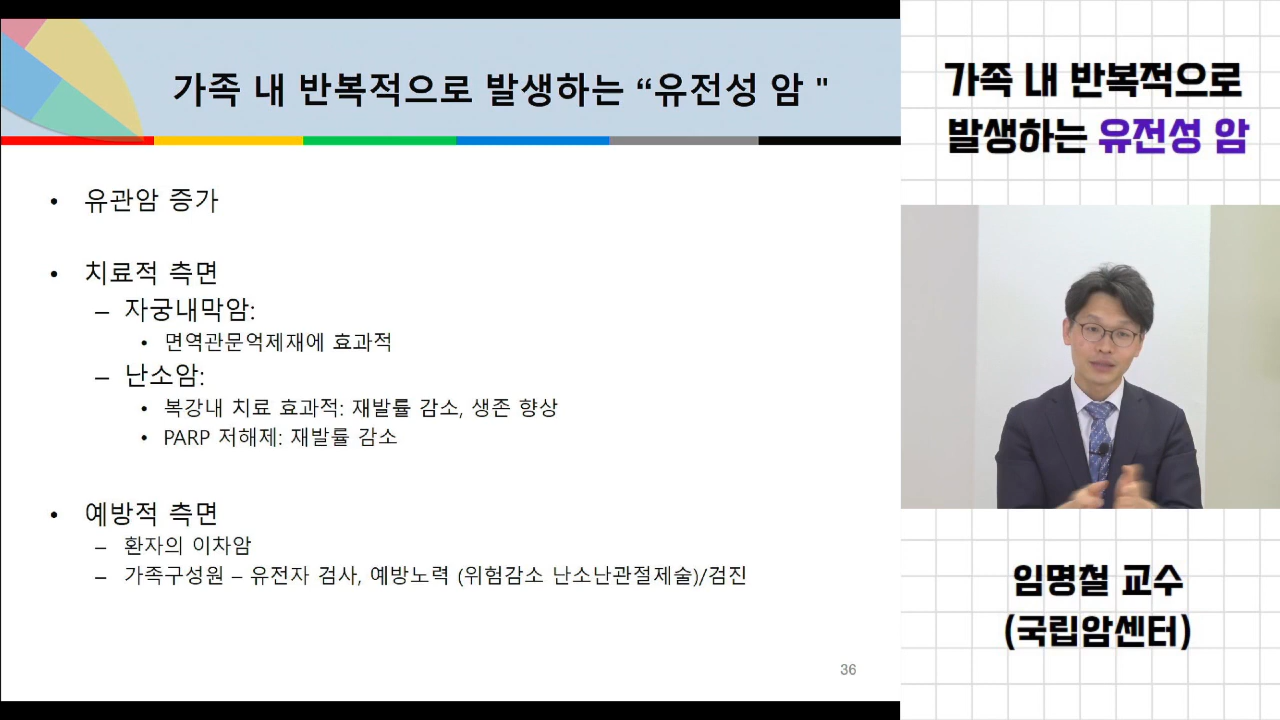 가족 내 반복적으로 발생하는 “유전성 암 "
• 유관암 증가
• 치료적 측면
– 자궁내막암:
• 면역관문억제재에 효과적
– 난소암:
• 복강내 치료 효과적: 재발률 감소, 생존 향상
• PARP 저해제: 재발률 감소
• 예방적 측면
– 환자의 이차암
– 가족구성원 – 유전자 검사, 예방노력 (위험감소 난소난관절제술)/검진
36
가족 내 반복적으로
발생하는 유전성 암
임명철 교수
(국립암센터)